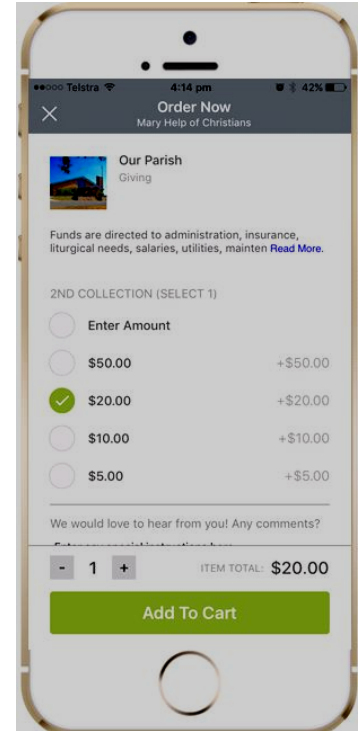 Telstra 4:14 pm 42%
Order Now
Mary Help of Christians
Our Parish
Giving
Funds are directed to administration, insurance,
liturgical needs, salaries, utilities, mainten Read More.
2ND COLLECTION (SELECT 1)
Enter Amount
$50.00 +$50.00
$20.00 +$20.00
$10.00 +$10.00
$5.00 +$5.00
We would love to hear from you! Any comments?
- 1 + ITEM TOTAL: $20.00
Add To Cart